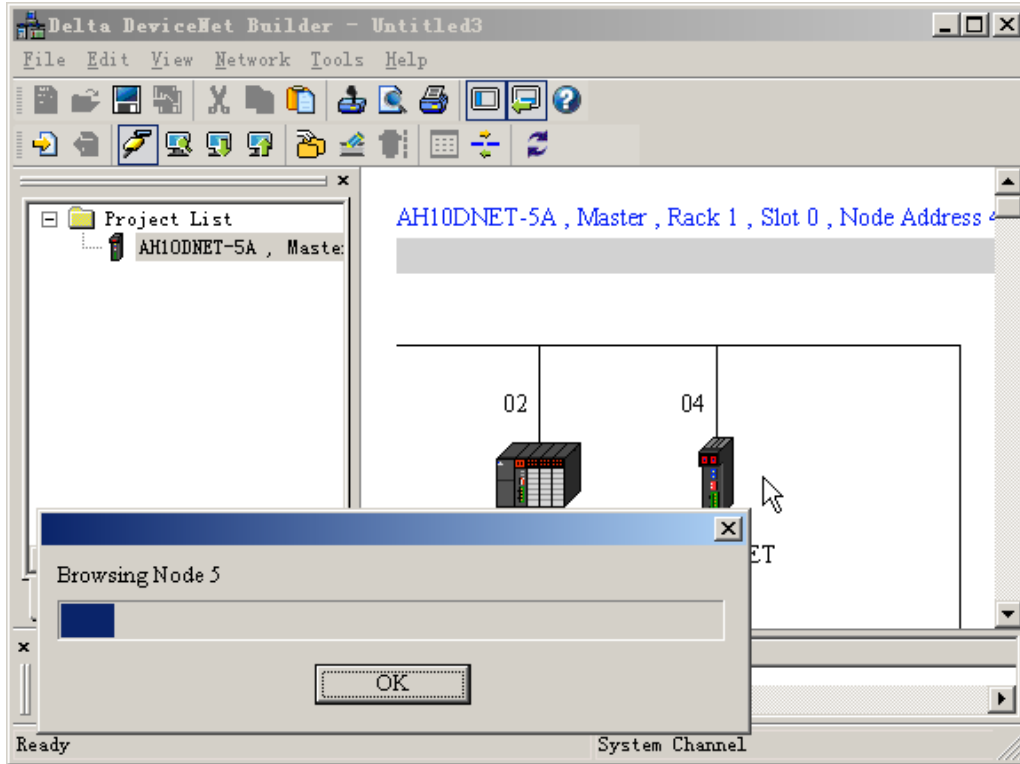 Delta DeviceNet Builder - Untitled3
File Edit View Network Tools Help
Project List
AH10DNET-5A , Maste
AH10DNET-5A , Master , Rack 1 , Slot 0 , Node Address
02
04
ET
Browsing Node 5
OK
Ready
System Channel